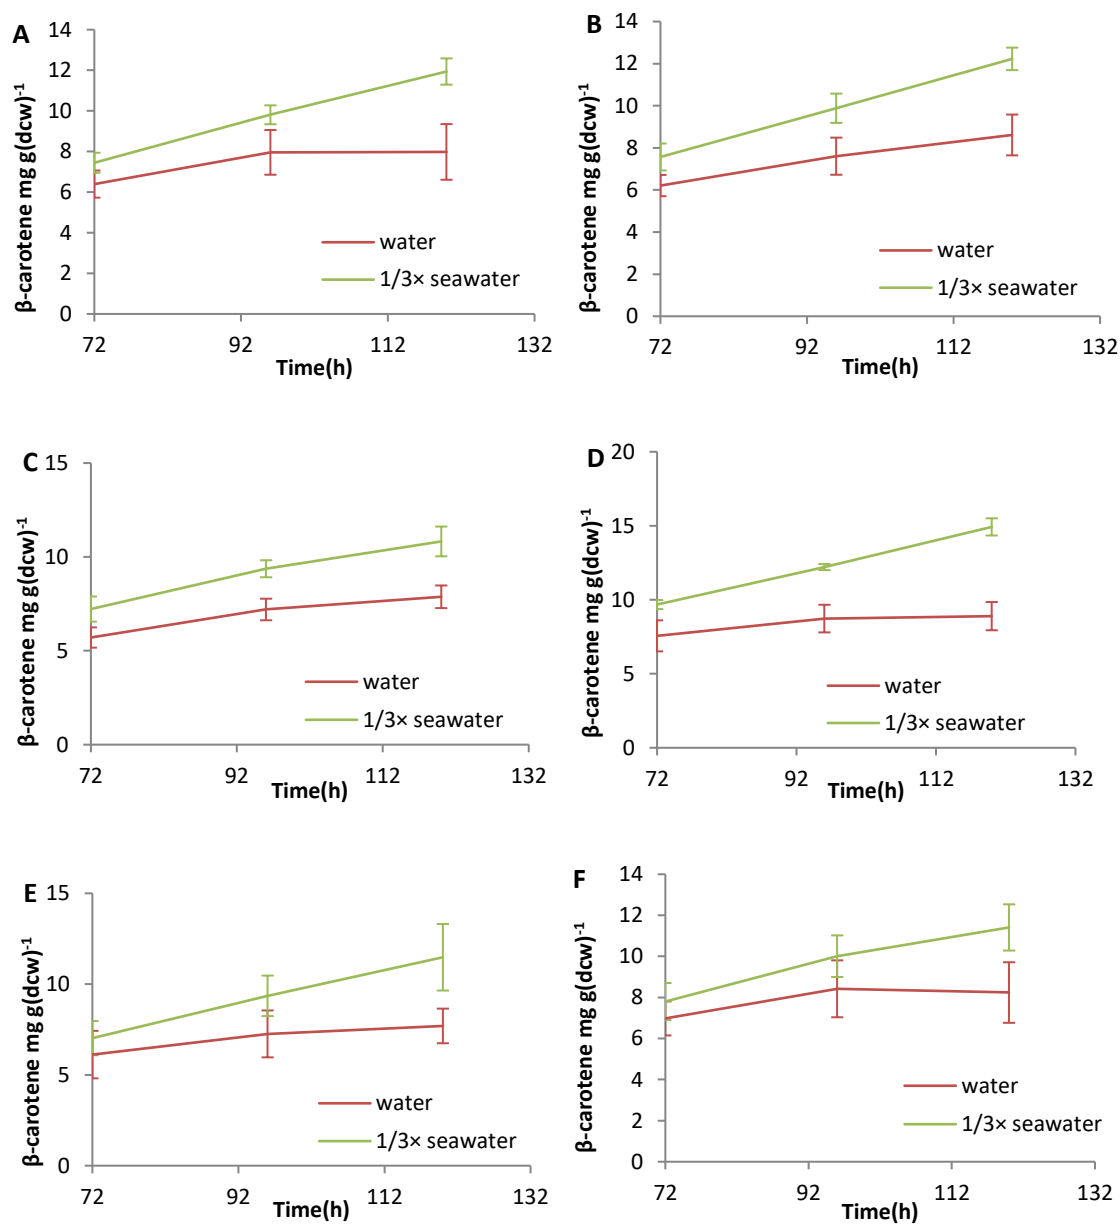 A
β-carotene mg g(dcw)-1
14
12
10
8
6
4
2
0
water
1/3× seawater
72
92
112
132
Time(h)
B
β-carotene mg g(dcw)-1
14
12
10
8
6
4
2
0
water
1/3× seawater
72
92
112
132
Time(h)
C
β-carotene mg g(dcw)-1
15
10
5
0
water
1/3× seawater
72
92
112
132
Time(h)
D
β-carotene mg g(dcw)-1
20
15
10
5
0
water
1/3× seawater
72
92
112
132
Time(h)
E
β-carotene mg g(dcw)-1
15
10
5
0
water
1/3× seawater
72
92
112
132
Time(h)
F
β-carotene mg g(dcw)-1
14
12
10
8
6
4
2
0
water
1/3× seawater
72
92
112
132
Time(h)